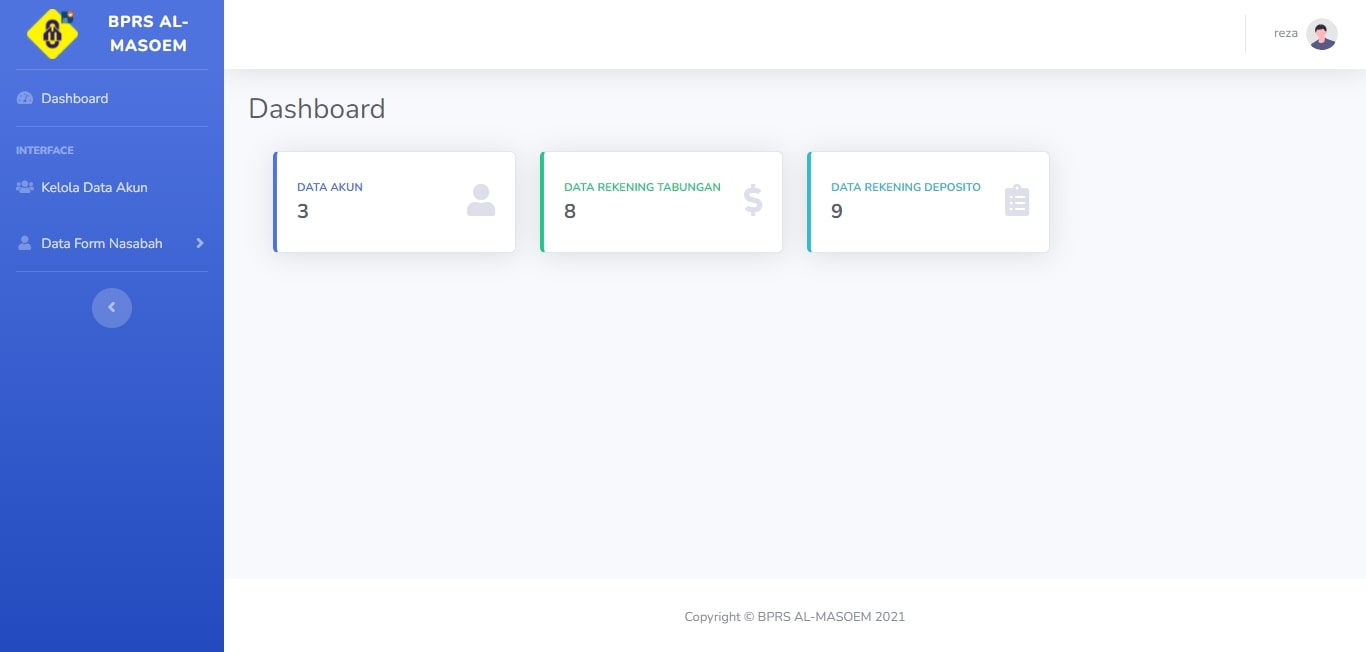 BPRS AL-
MASOEM
reza
Dashboard
INTERFACE
Kelola Data Akun
Data Form Nasabah
Dashboard
DATA AKUN
3
DATA REKENING TABUNGAN
8
DATA REKENING DEPOSITO
9
Copyright © BPRS AL-MASOEM 2021